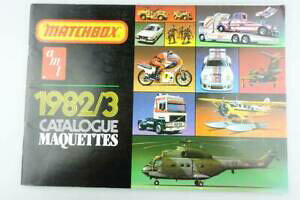 MATCHBOX
amt
1982/3
CATALOGUE
MAQUETTES